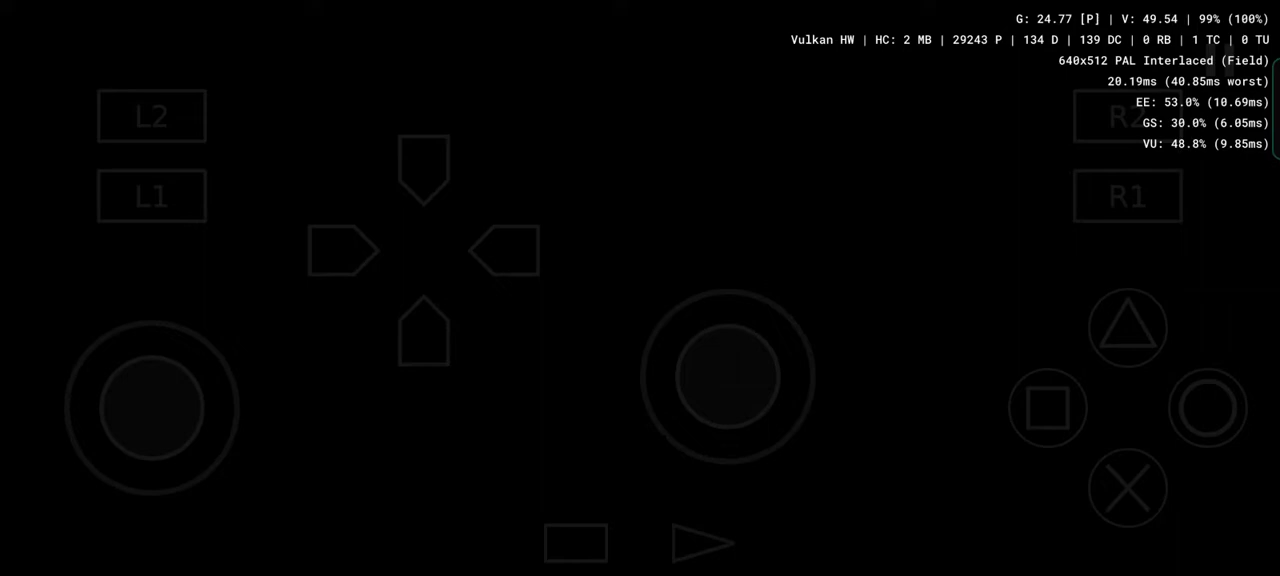 G: 24.77 [P] | V: 49.54 | 99% (100%)
Vulkan HW | HC: 2 MB | 29243 P | 134 D | 139 DC | 0 RB | 1 TC | 0 TU
640x512 PAL Interlaced (Field)
20.19ms (40.85ms worst)
EE: 53.0% (10.69ms)
GS: 30.0% (6.05ms)
VU: 48.8% (9.85ms)
L2
R2
L1
R1